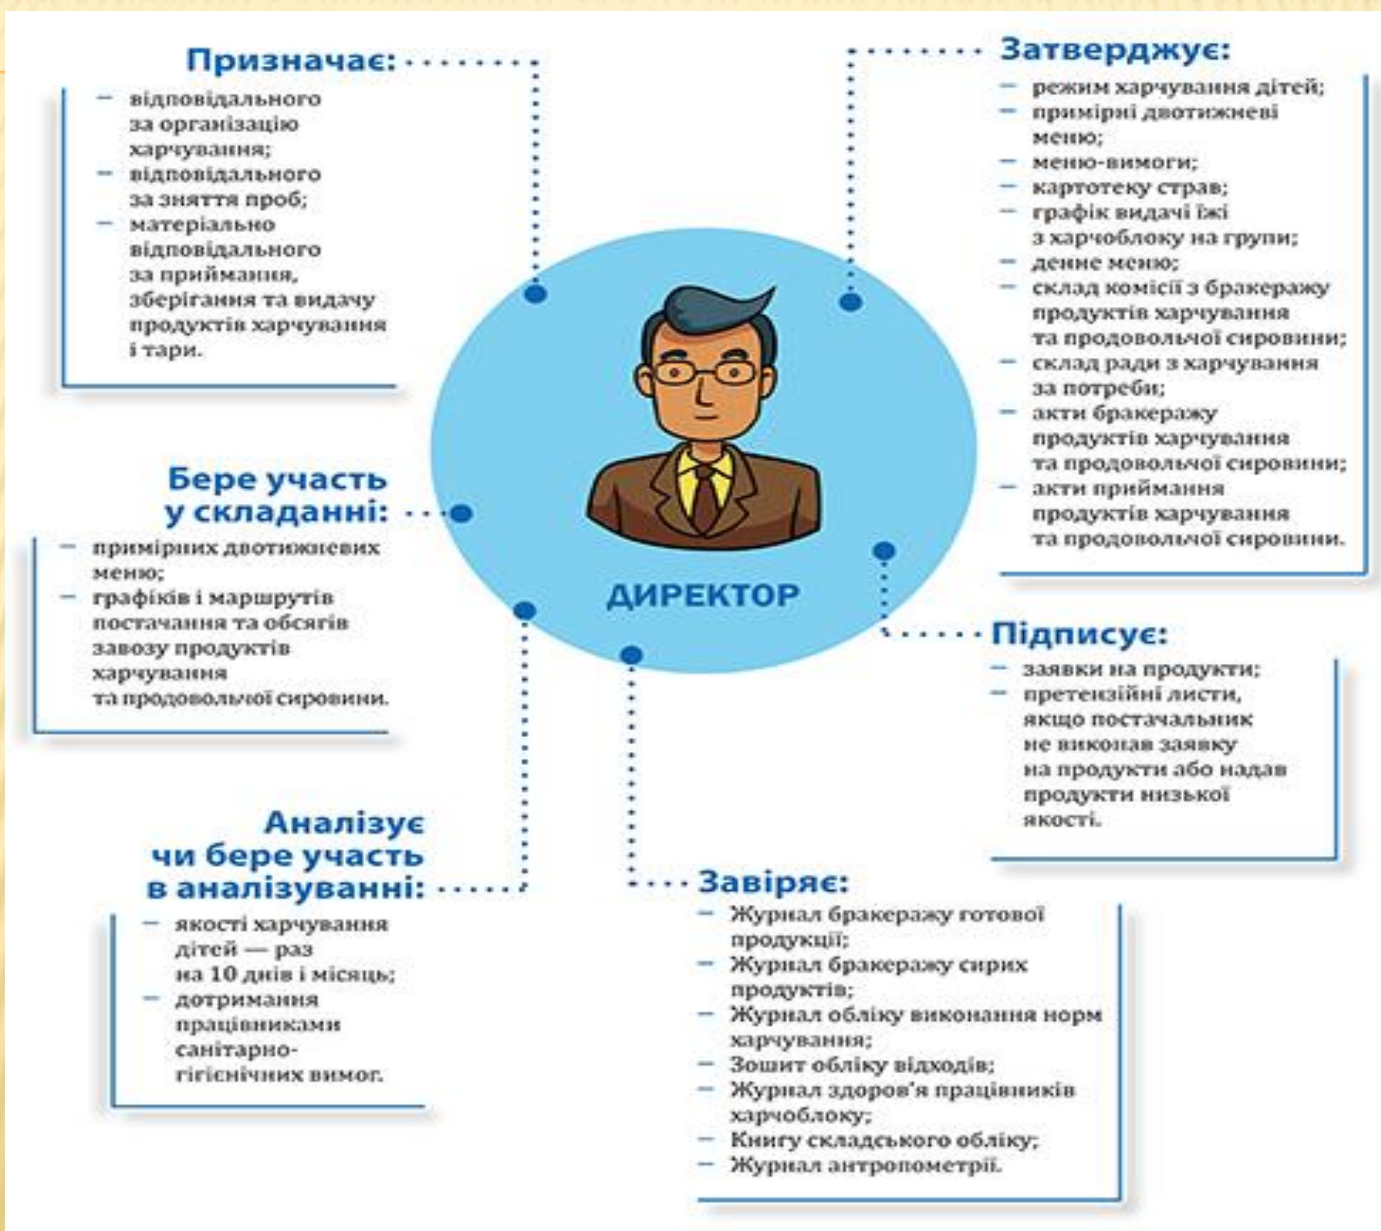 Призначає:
— відповідального
за організацію
харчування;
— відповідального
за зняття проб;
— матеріально
відповідального
за приймання,
зберігання та видачу
продуктів харчування
і тари.
Бере участь
у складанні:
— примірних двотижневих
меню;
— графіків і маршрутів
постачання та обсягів
завозу продуктів
харчування
та продовольчої сировини.
Аналізує
чи бере участь
в аналізуванні:
— якості харчування
дітей — раз
на 10 днів і місяць;
— дотримання
працівниками
санітарно-
гігієнічних вимог.
ДИРЕКТОР
Затверджує:
— режим харчування дітей;
— примірні двотижневі
меню;
— меню-вимоги;
— картотеку страв;
— графік видачі їжі
з харчоблоку на групи;
— денне меню;
— склад комісії з бракеражу
продуктів харчування
та продовольчої сировини;
— склад ради з харчування
за потреби;
— акти бракеражу
продуктів харчування
та продовольчої сировини;
— акти приймання
продуктів харчування
та продовольчої сировини.
Підписує:
— заявки на продукти;
— претензійні листи,
якщо постачальник
не виконав заявку
на продукти або надав
продукти низької
якості.
Завіряє:
— Журнал бракеражу готової
продукції;
— Журнал бракеражу сирих
продуктів;
— Журнал обліку виконання норм
харчування;
— Зошит обліку відходів;
— Журнал здоров'я працівників
харчоблоку;
— Книгу складського обліку;
— Журнал антропометрії.